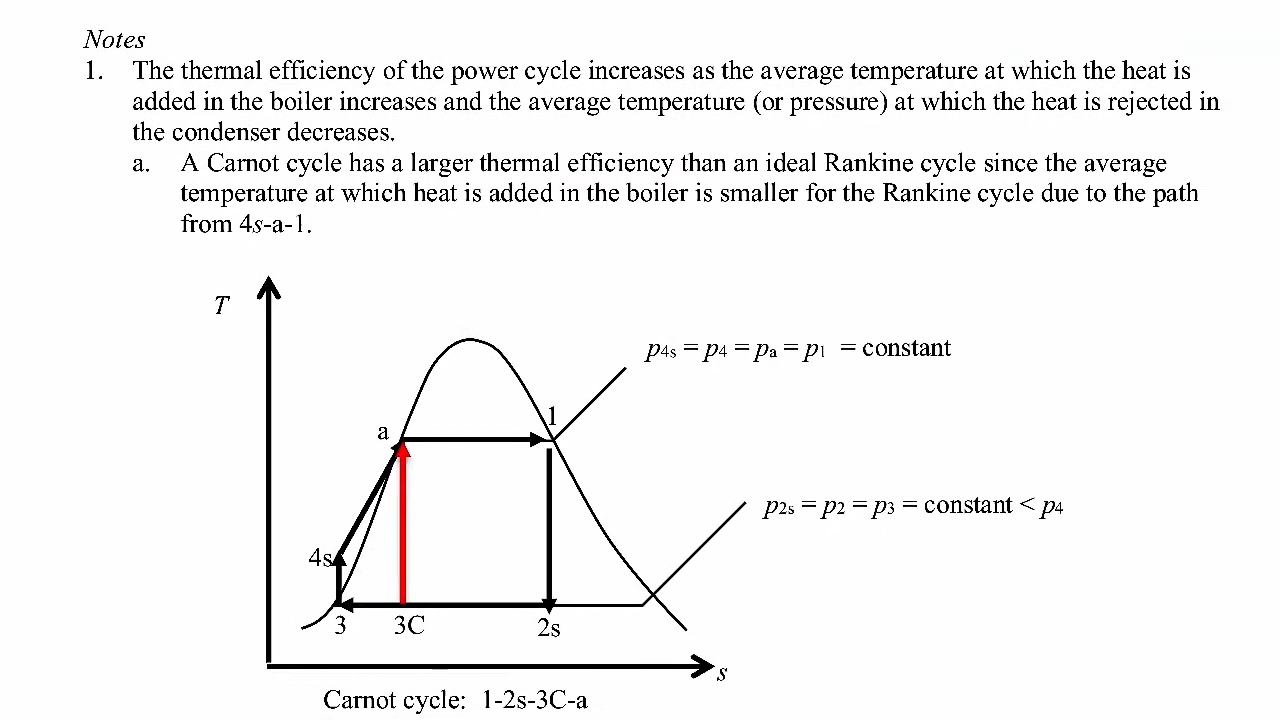 Notes
1. The thermal efficiency of the power cycle increases as the average temperature at which the heat is
added in the boiler increases and the average temperature (or pressure) at which the heat is rejected in
the condenser decreases.
a. A Carnot cycle has a larger thermal efficiency than an ideal Rankine cycle since the average
temperature at which heat is added in the boiler is smaller for the Rankine cycle due to the path
from 4s-a-1.
T
p4s = p4 = pa = p1 = constant
1
a
p2s = p2 = p3 = constant < p4
4s
3 3C 2s
s
Carnot cycle: 1-2s-3C-a